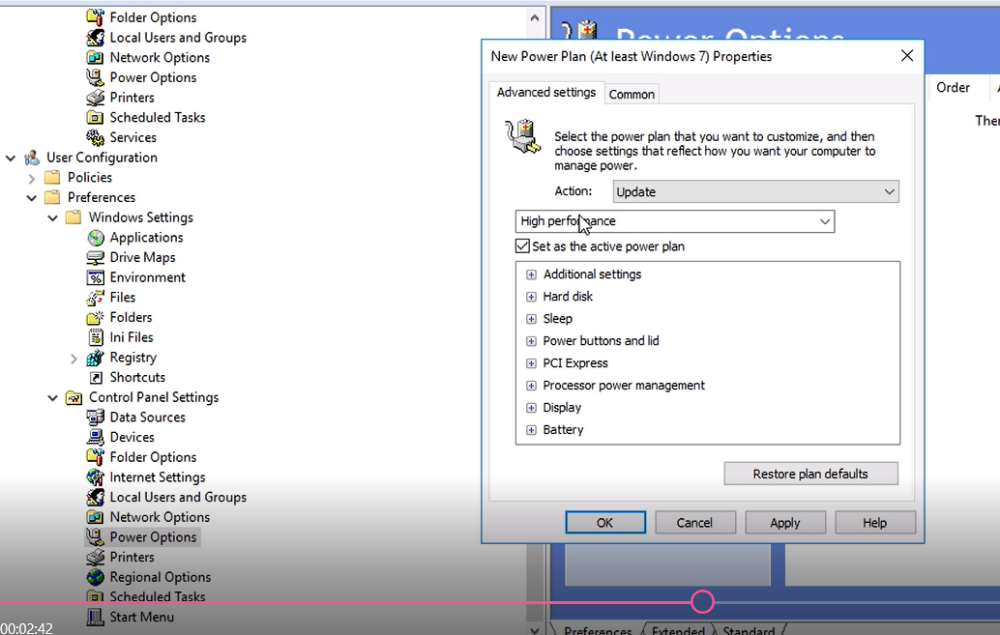 Folder Options
Local Users and Groups
Network Options
Power Options
Printers
Scheduled Tasks
Services
User Configuration
Policies
Preferences
Windows Settings
Applications
Drive Maps
Environment
Files
Folders
Ini Files
Registry
Shortcuts
Control Panel Settings
Data Sources
Devices
Folder Options
Internet Settings
Local Users and Groups
Network Options
Power Options
Printers
Regional Options
Scheduled Tasks
Start Menu
00:02:42
Power Options
Order
New Power Plan (At least Windows 7) Properties
Advanced settings
Common
Select the power plan that you want to customize, and then
choose settings that reflect how you want your computer to
manage power.
Action: Update
High performance
Set as the active power plan
Additional settings
Hard disk
Sleep
Power buttons and lid
PCI Express
Processor power management
Display
Battery
Restore plan defaults
OK Cancel Apply Help
Preferences Extended Standard